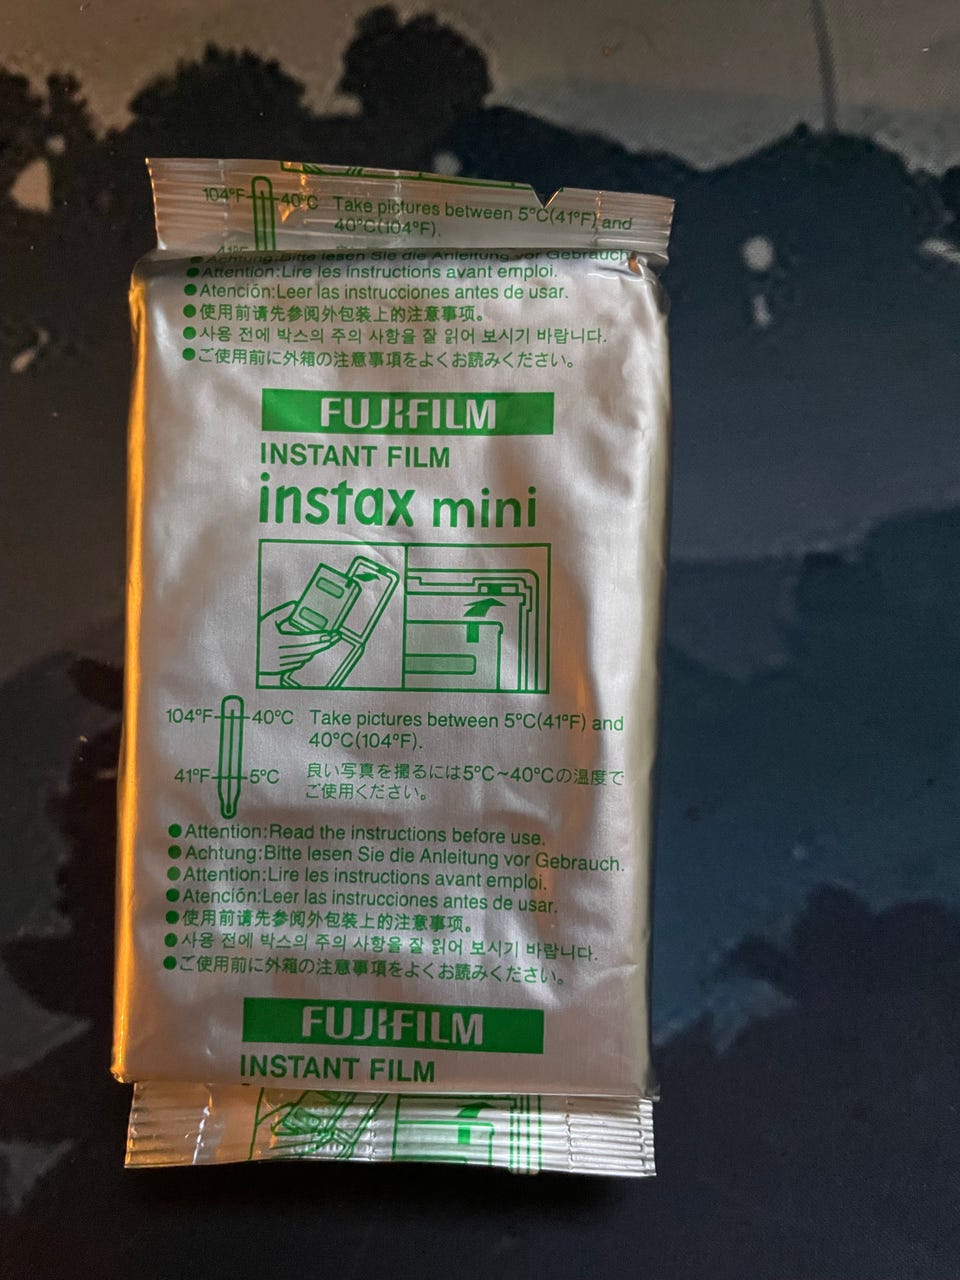 104°F 40°C Take pictures between 5°C(41°F) and
40°C(104°F).
41°F
Achtung:Bitte lesen Sie die Anleitung vor Gebrauch.
●Attention:Lire les instructions avant emploi.
●Atención:Leer las instrucciones antes de usar.
●使用前请先参阅外包装上的注意事项。
●사용 전에 박스의 주의 사항을 잘 읽어 보시기 바랍니다.
●ご使用前に外箱の注意事項をよくお読みください。
FUJIFILM
INSTANT FILM
instax mini
104°F 40°C Take pictures between 5°C(41°F) and
40°C(104°F).
41°F 5°C 良い写真を撮るには5°C~40°Cの温度で
ご使用ください。
●Attention:Read the instructions before use.
●Achtung:Bitte lesen Sie die Anleitung vor Gebrauch.
●Attention:Lire les instructions avant emploi.
●Atención:Leer las instrucciones antes de usar.
●使用前请先参阅外包装上的注意事项。
●사용 전에 박스의 주의 사항을 잘 읽어 보시기 바랍니다.
●ご使用前に外箱の注意事項をよくお読みください。
FUJIFILM
INSTANT FILM